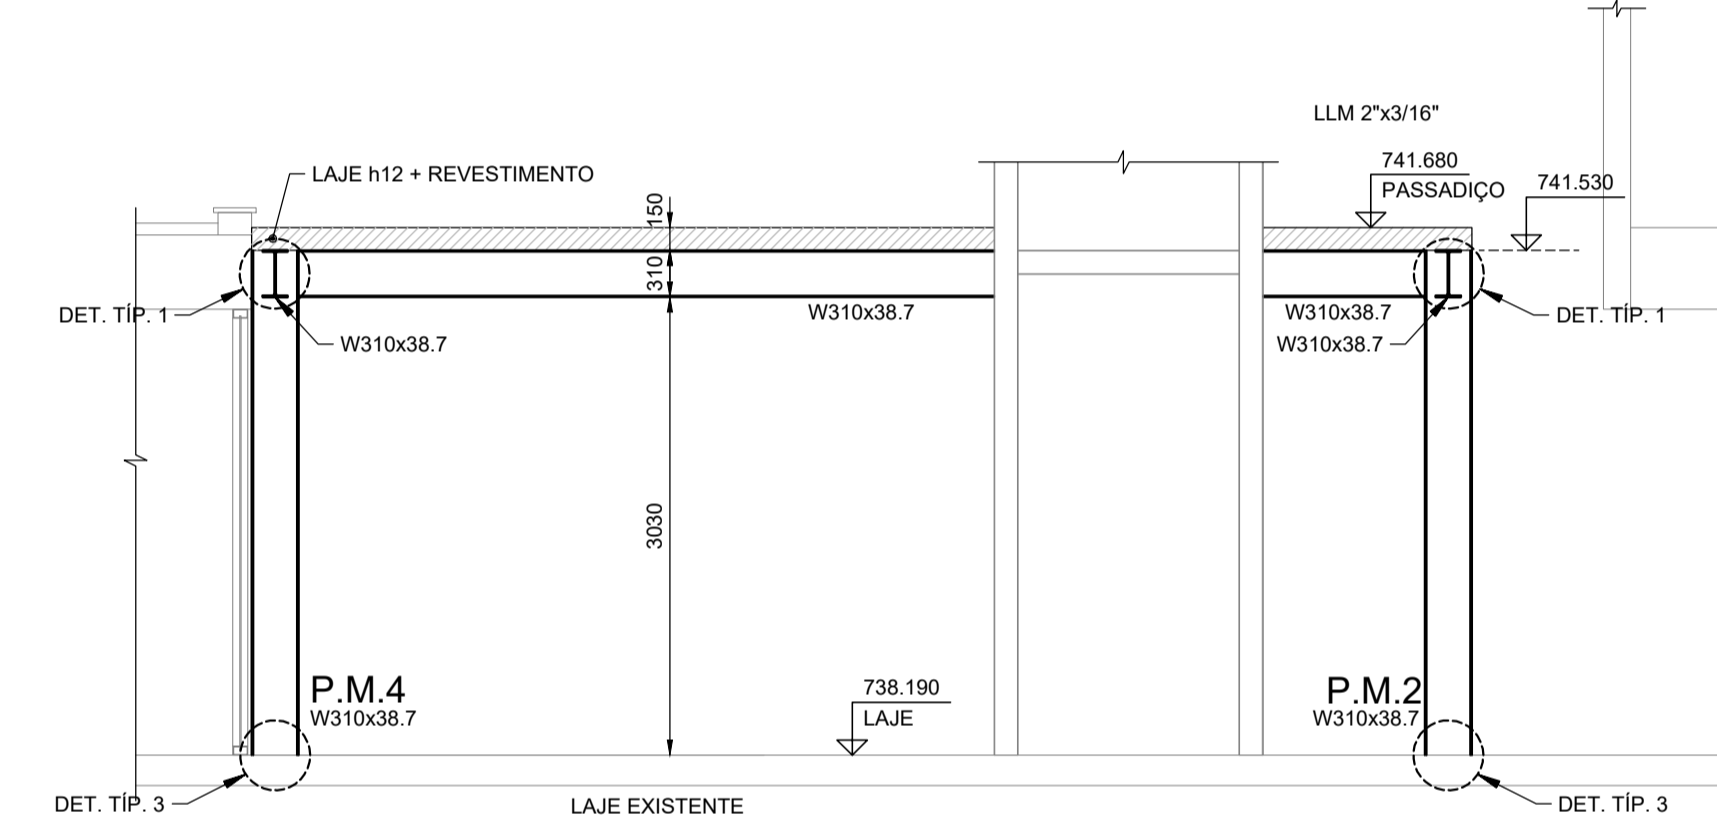 LLM 2"x3/16"
741.680
PASSADIÇO
741.530
LAJE h12 + REVESTIMENTO
150
310
DET. TÍP. 1
W310x38.7
W310x38.7
W310x38.7
W310x38.7
DET. TÍP. 1
3030
P.M.4
W310x38.7
738.190
LAJE
P.M.2
W310x38.7
DET. TÍP. 3
LAJE EXISTENTE
DET. TÍP. 3